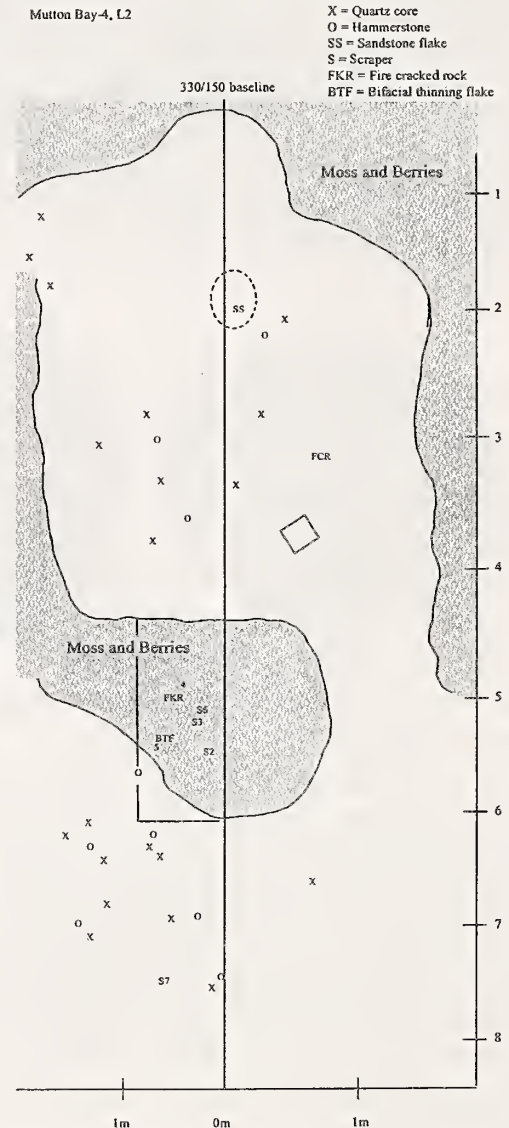 Mutton Bay-4, L2
X = Quartz core
O = Hammerstone
SS = Sandstone flake
S = Scraper
FKR = Fire cracked rock
BTF = Bifacial thinning flake
330/150 baseline
Moss and Berries
1
X
X
X
2
SS
X
O
X
X
3
X
O
FCR
X
X
O
X
4
Moss and Berries
4
FKR
5
S6
S3
BTF
5
S2
O
6
X
X
O
O
X
X
X
X
X
7
X
O
O
X
S7
O
X
8
1m
0m
1m